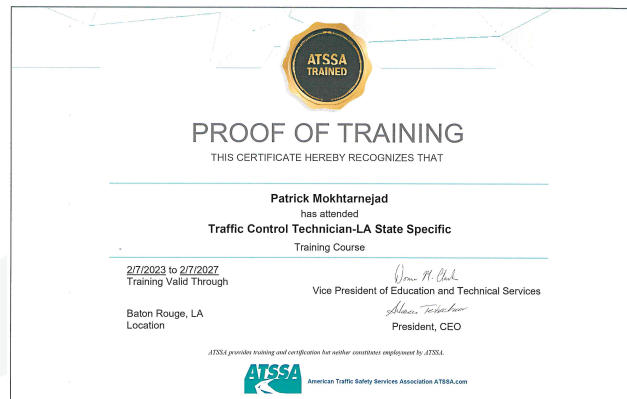 ATSSA
TRAINED
PROOF OF TRAINING
THIS CERTIFICATE HEREBY RECOGNIZES THAT
Patrick Mokhtarnejad
has attended
Traffic Control Technician-LA State Specific
Training Course
2/7/2023 to 2/7/2027
Training Valid Through
Vice President of Education and Technical Services
Baton Rouge, LA
Location
President, CEO
ATSSA provides training and certification but neither constitutes employment by ATSSA.
ATSSA
American Traffic Safety Services Association ATSSA.com